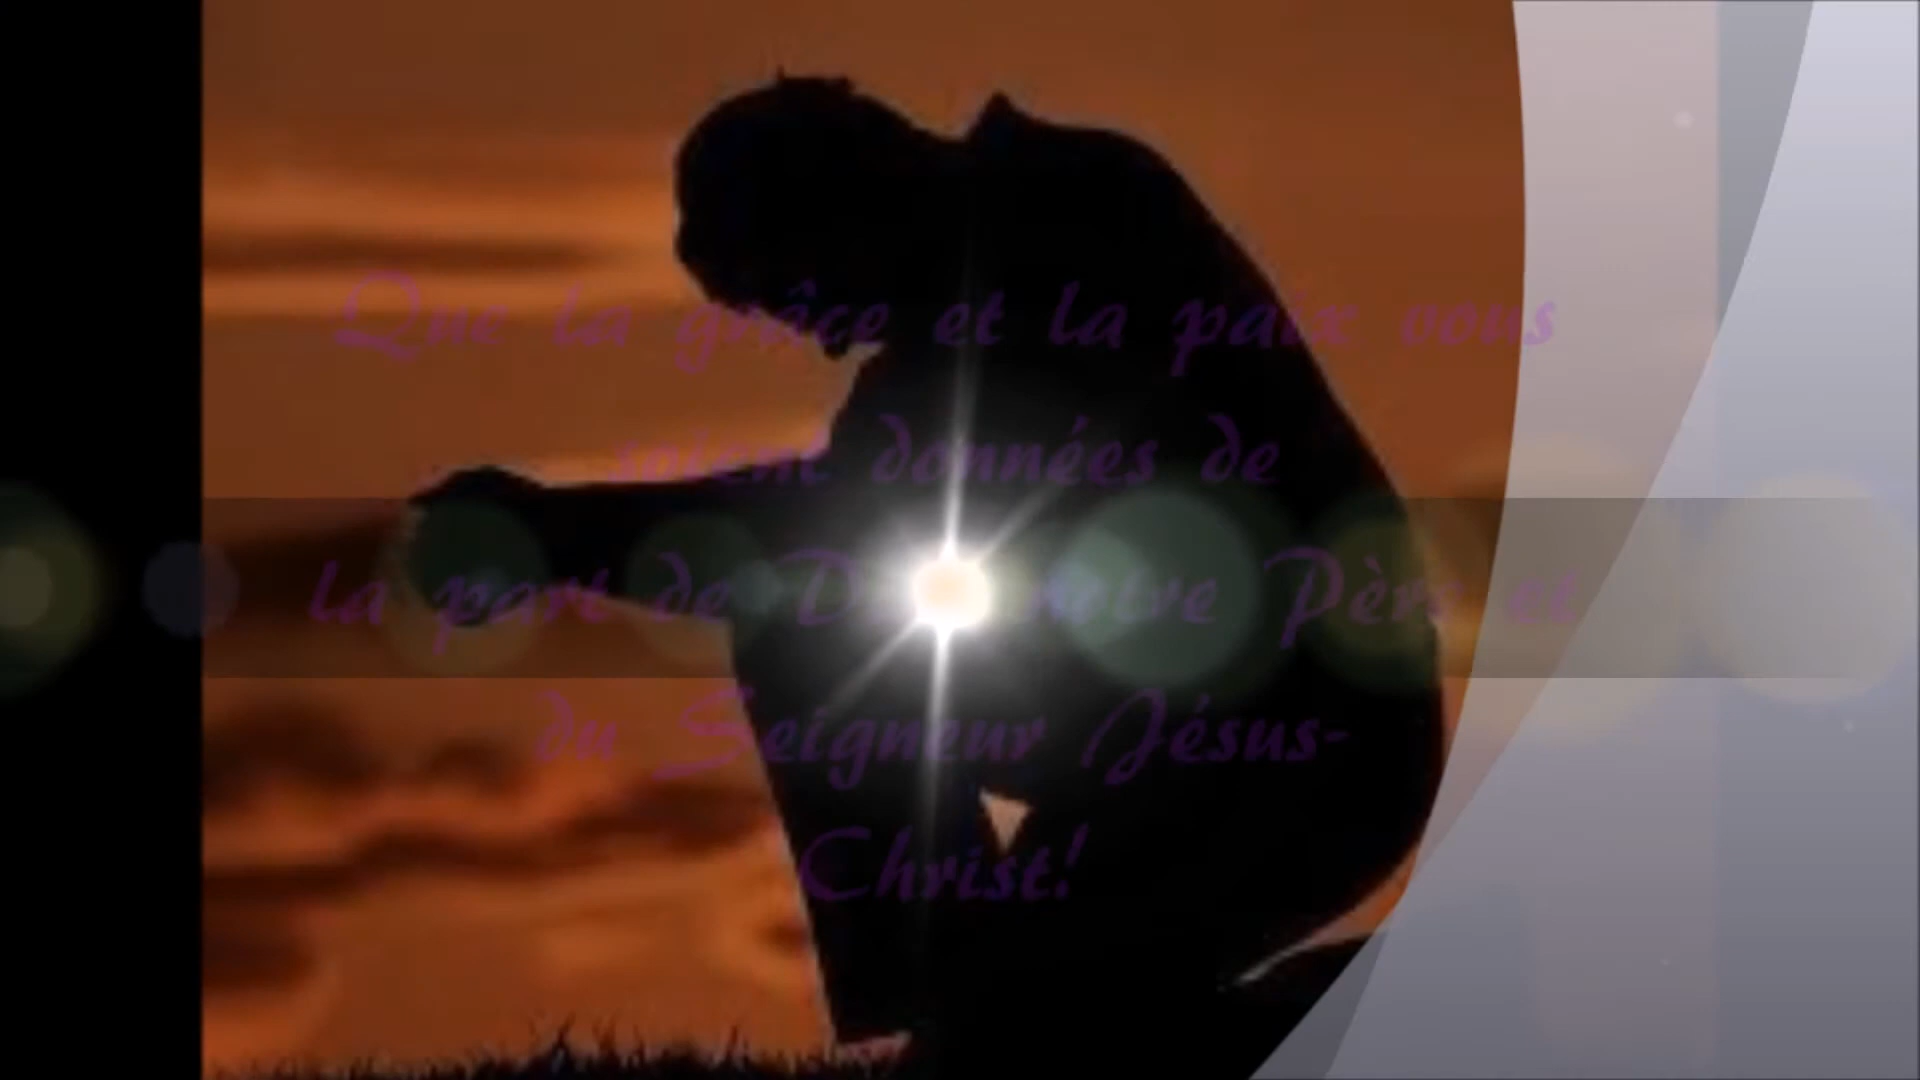 Que la grâce et la paix vous
soient données de
la part de notre Père et
du Seigneur Jésus-
Christ!